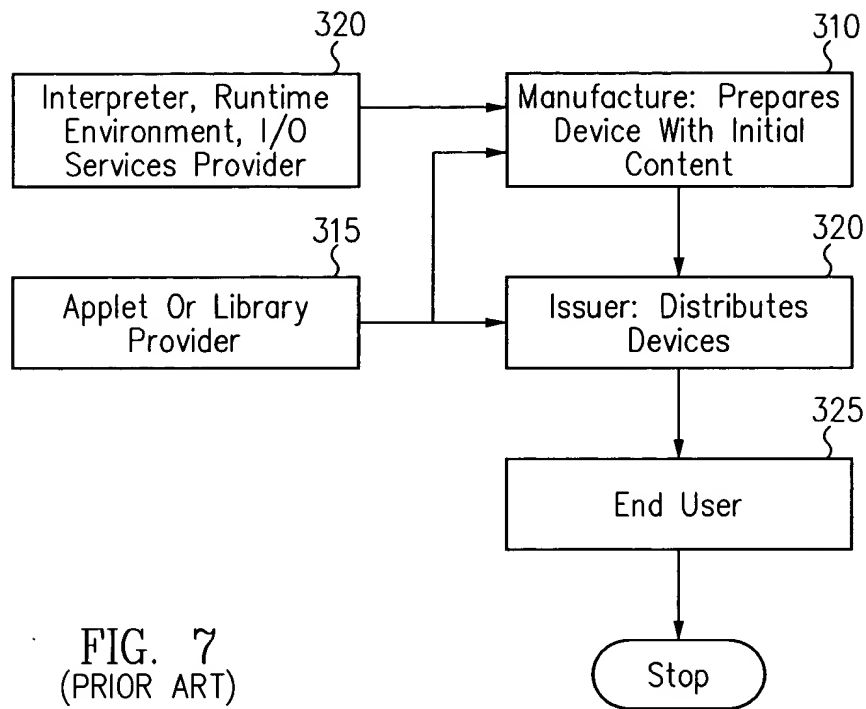 320
Interpreter, Runtime
Environment, I/O
Services Provider
310
Manufacture: Prepares
Device With Initial
Content
315
Applet Or Library
Provider
320
Issuer: Distributes
Devices
325
End User
Stop
FIG. 7
(PRIOR ART)